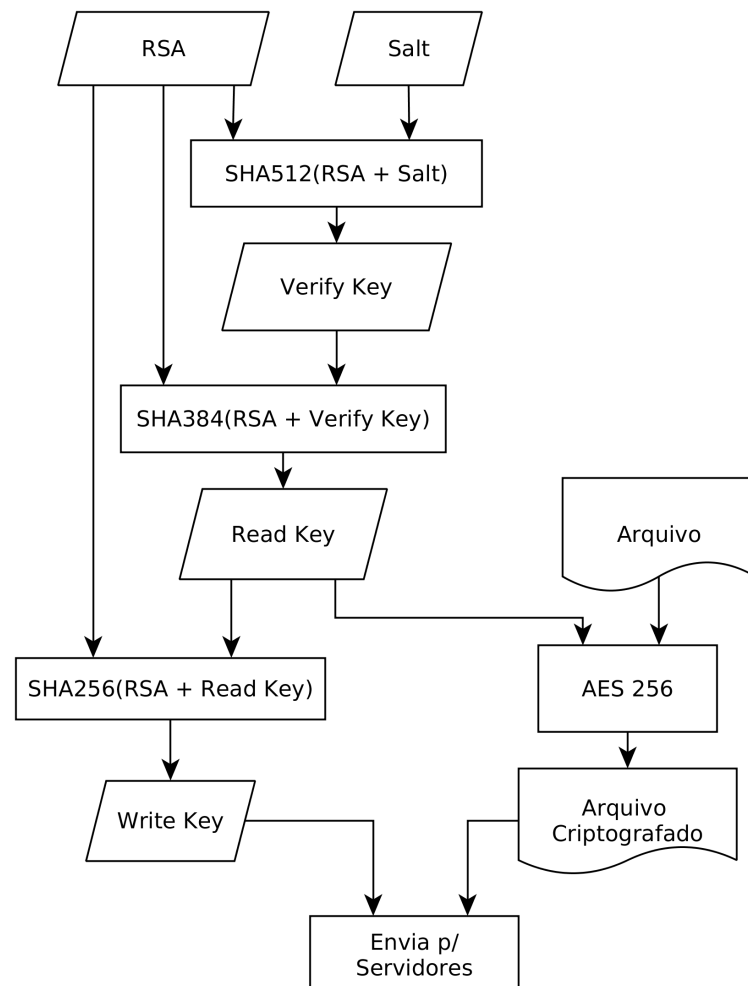 RSA
Salt
SHA512(RSA + Salt)
Verify Key
SHA384(RSA + Verify Key)
Read Key
Arquivo
SHA256(RSA + Read Key)
AES 256
Write Key
Arquivo
Criptografado
Envia p/
Servidores